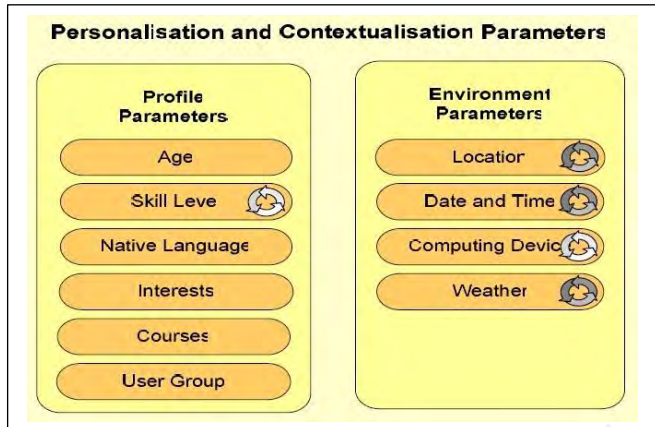 Personalisation and Contextualisation Parameters
Profile
Parameters
Age
Skill Leve
Native Language
Interests
Courses
User Group
Environment
Parameters
Location
Date and Time
Computing Devic
Weather